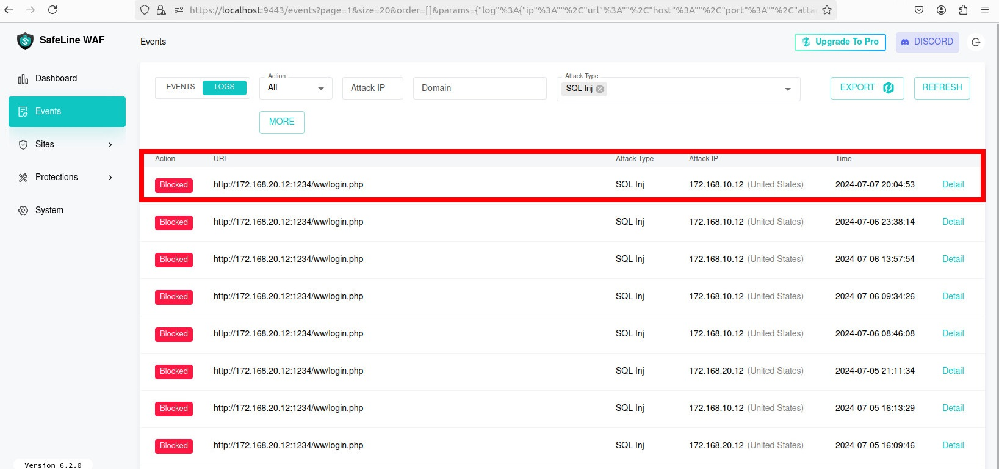 https://localhost:9443/events?page=1&size=20&order=[]&params={"log"%3A{"ip"%3A""%2C"url"%3A""%2C"host"%3A""%2C"port"%3A""%2C"atta
SafeLine WAF
Events
Upgrade To Pro
DISCORD
Dashboard
Events
Sites
Protections
System
Version 6.2.0
EVENTS LOGS
Action
All
Attack IP
Domain
Attack Type
SQL Inj
EXPORT
REFRESH
MORE
Action URL Attack Type Attack IP Time
Blocked http://172.168.20.12:1234/ww/login.php SQL Inj 172.168.10.12 (United States) 2024-07-07 20:04:53 Detail
Blocked http://172.168.20.12:1234/ww/login.php SQL Inj 172.168.10.12 (United States) 2024-07-06 23:38:14 Detail
Blocked http://172.168.20.12:1234/ww/login.php SQL Inj 172.168.10.12 (United States) 2024-07-06 13:57:54 Detail
Blocked http://172.168.20.12:1234/ww/login.php SQL Inj 172.168.10.12 (United States) 2024-07-06 09:34:26 Detail
Blocked http://172.168.20.12:1234/ww/login.php SQL Inj 172.168.10.12 (United States) 2024-07-06 08:46:08 Detail
Blocked http://172.168.20.12:1234/ww/login.php SQL Inj 172.168.20.12 (United States) 2024-07-05 21:11:34 Detail
Blocked http://172.168.20.12:1234/ww/login.php SQL Inj 172.168.10.12 (United States) 2024-07-05 16:13:29 Detail
Blocked http://172.168.20.12:1234/ww/login.php SQL Inj 172.168.20.12 (United States) 2024-07-05 16:09:46 Detail